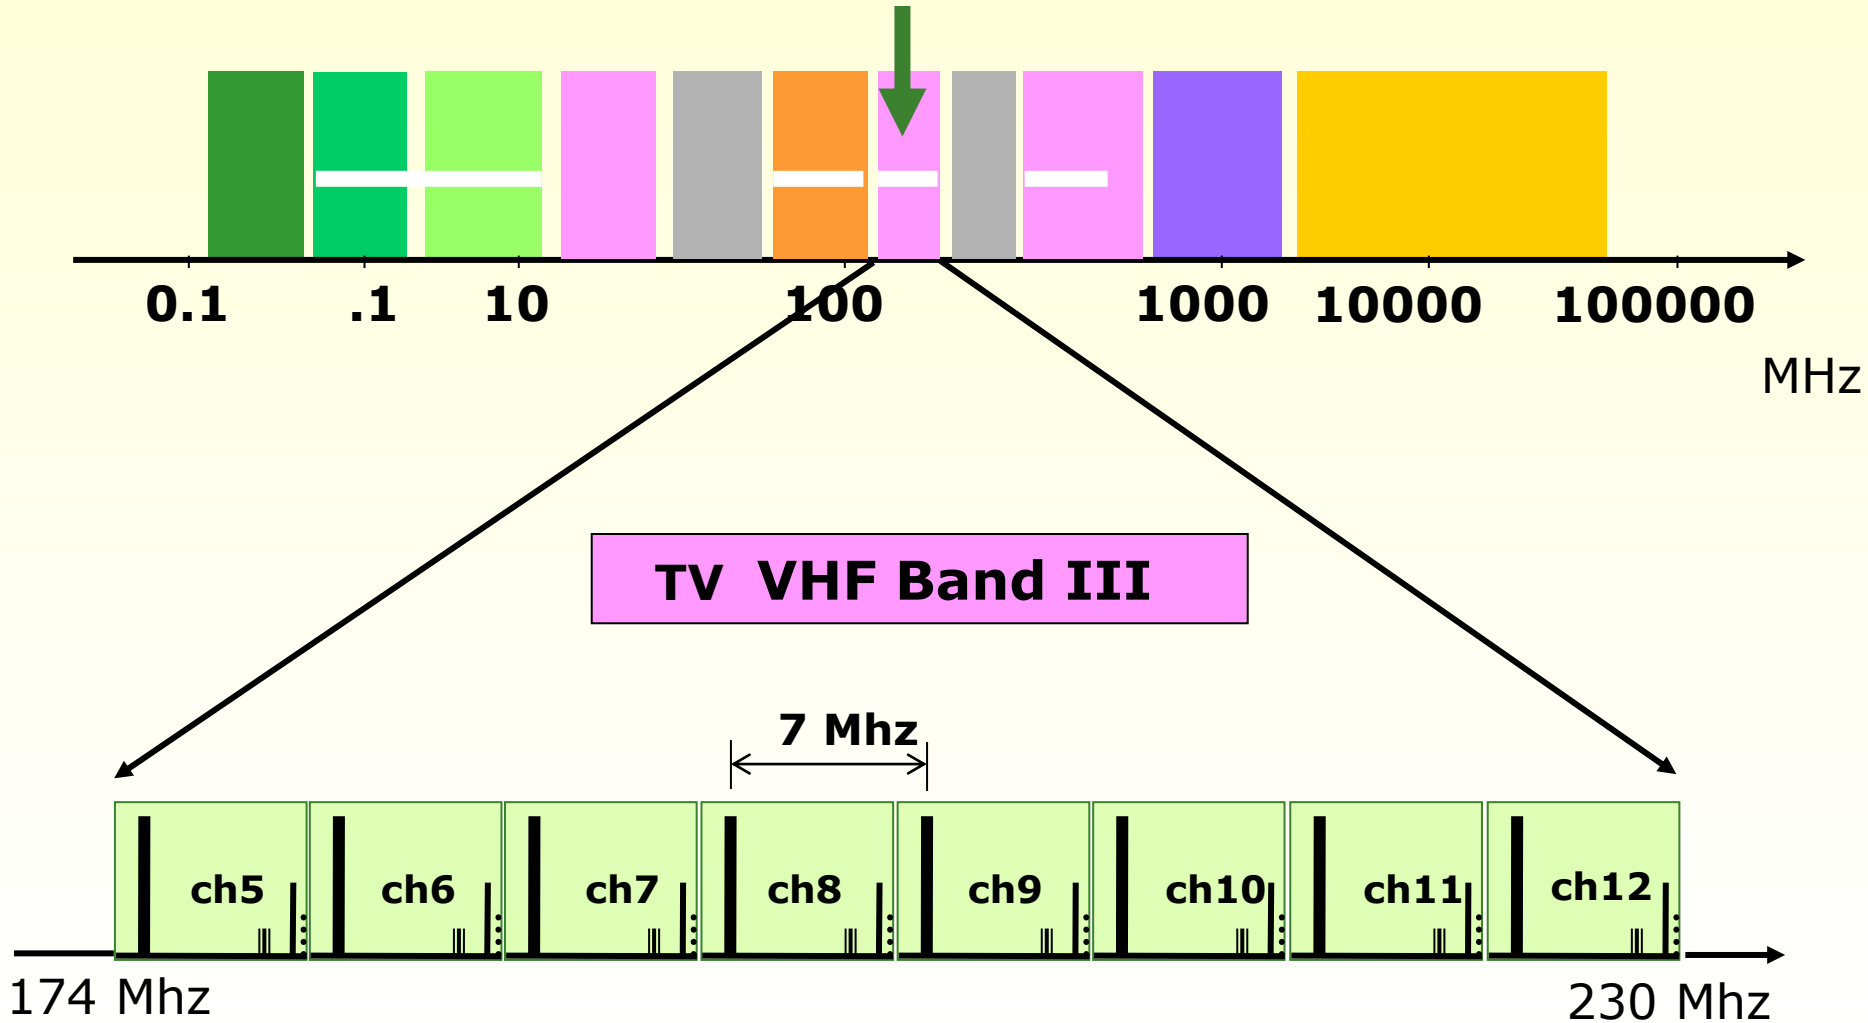 0.1 .1 10 100 1000 10000 100000
MHz
TV VHF Band III
7 Mhz
ch5 ch6 ch7 ch8 ch9 ch10 ch11 ch12
174 Mhz 230 Mhz